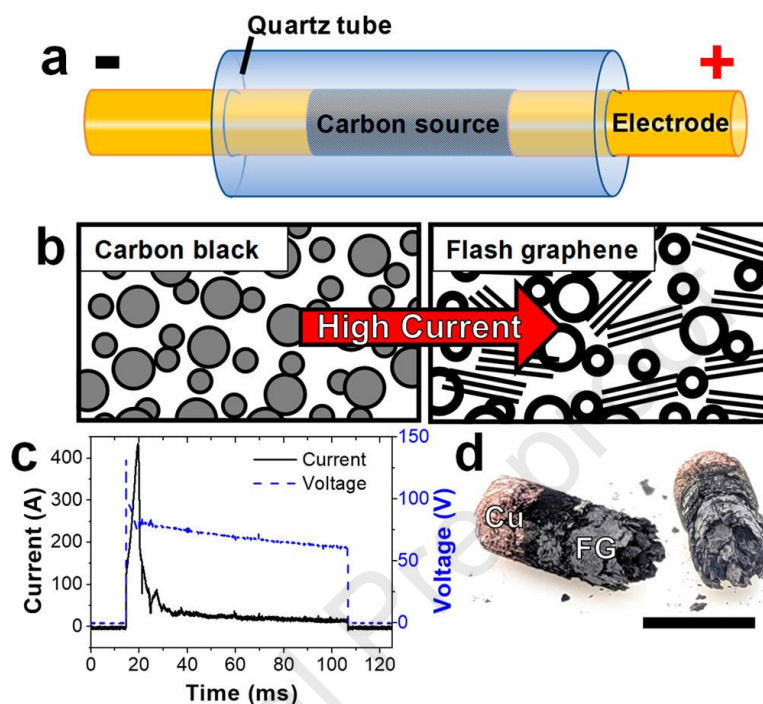 Quartz tube
a - +
Carbon source
Electrode
b
Carbon black
Flash graphene
High Current
c
Current
Voltage
400
300
200
100
0
Current (A)
150
100
75
50
0
Voltage (V)
0 20 40 60 80 100 120
Time (ms)
d
Cu
FG